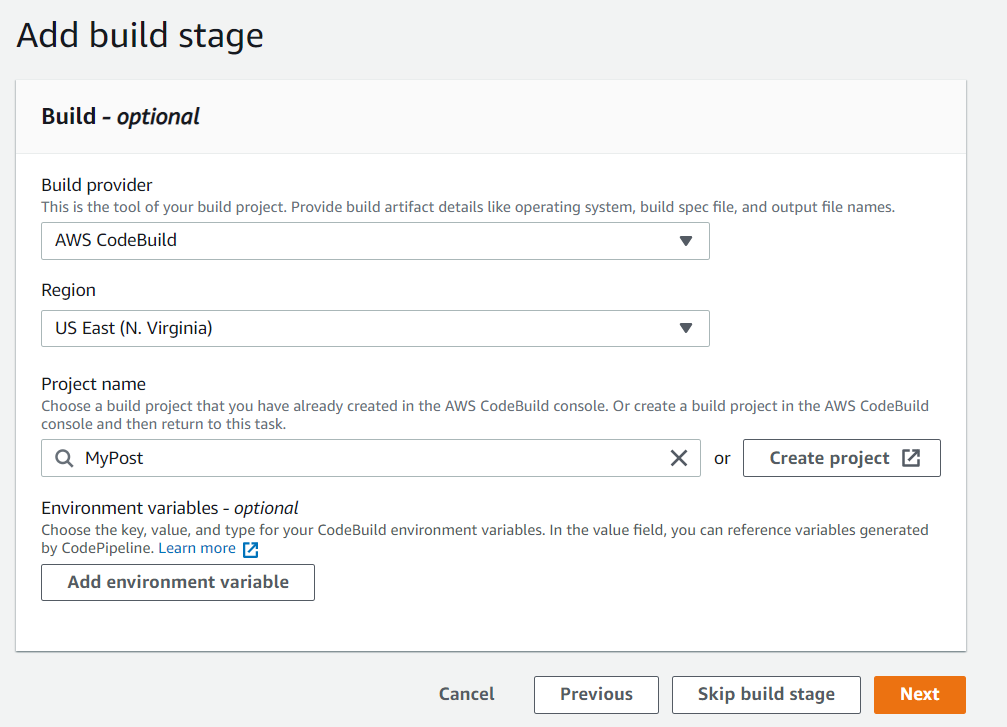 Add build stage
Build - optional
Build provider
This is the tool of your build project. Provide build artifact details like operating system, build spec file, and output file names.
AWS CodeBuild
Region
US East (N. Virginia)
Project name
Choose a build project that you have already created in the AWS CodeBuild console. Or create a build project in the AWS CodeBuild
console and then return to this task.
MyPost or Create project
Environment variables - optional
Choose the key, value, and type for your CodeBuild environment variables. In the value field, you can reference variables generated
by CodePipeline. Learn more
Add environment variable
Cancel Previous Skip build stage Next